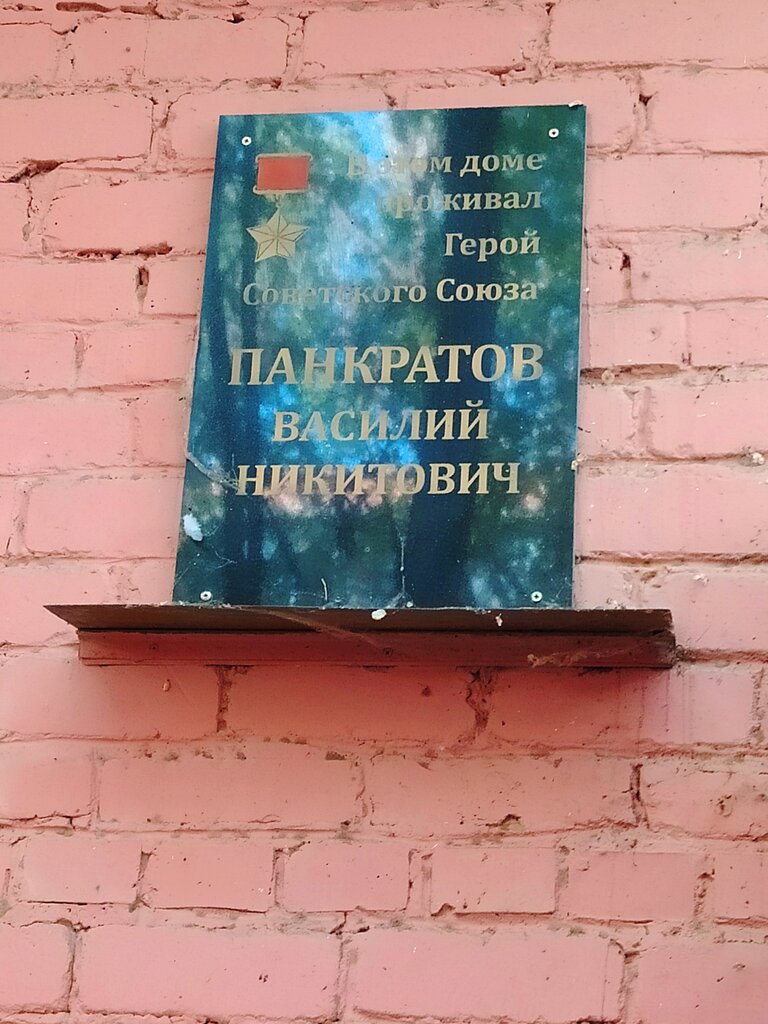 В этом доме
проживал
Герой
Советского Союза
ПАНКРАТОВ
ВАСИЛИЙ
НИКИТОВИЧ